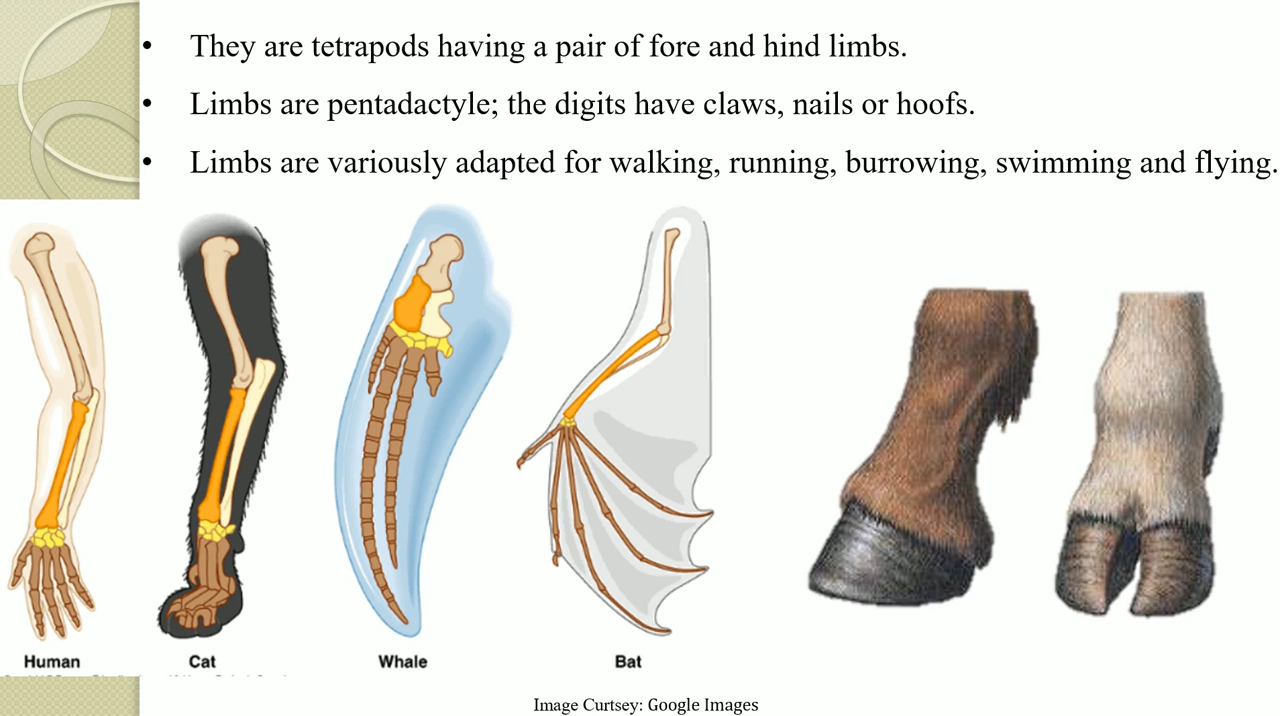 • They are tetrapods having a pair of fore and hind limbs.
• Limbs are pentadactyle; the digits have claws, nails or hoofs.
• Limbs are variously adapted for walking, running, burrowing, swimming and flying.
Human Cat Whale Bat
Image Curtsey: Google Images